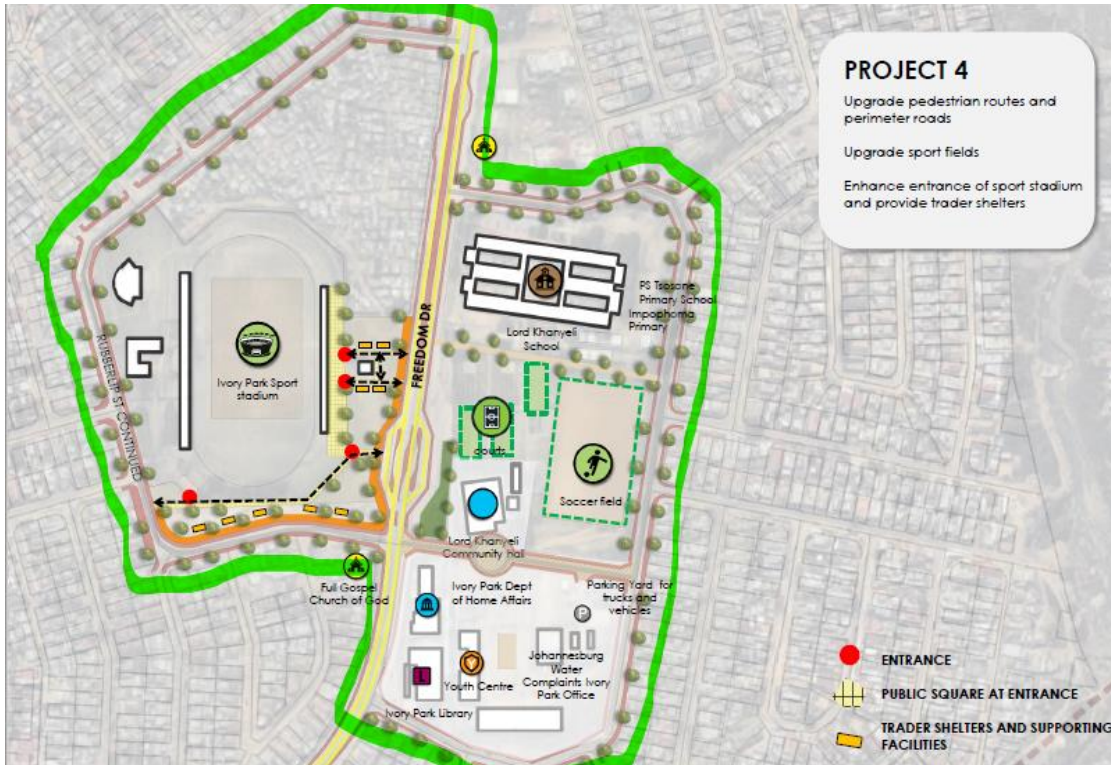 PROJECT 4
Upgrade pedestrian routes and
perimeter roads
Upgrade sport fields
Enhance entrance of sport stadium
and provide trader shelters
FREEDOM DR
RUBBERLIP ST CONTINUED
Ivory Park Sport
stadium
PS Tsosane
Primary School
Impophoma
Primary
Lord Khanyeli
School
courts
Soccer field
Lord Khanyeli
Community hall
Full Gospel
Church of God
Ivory Park Dept
of Home Affairs
Parking Yard for
trucks and
vehicles
P
Johannesburg
Water
Complaints Ivory
Park Office
Youth Centre
L
Ivory Park Library
ENTRANCE
PUBLIC SQUARE AT ENTRANCE
TRADER SHELTERS AND SUPPORTING
FACILITIES